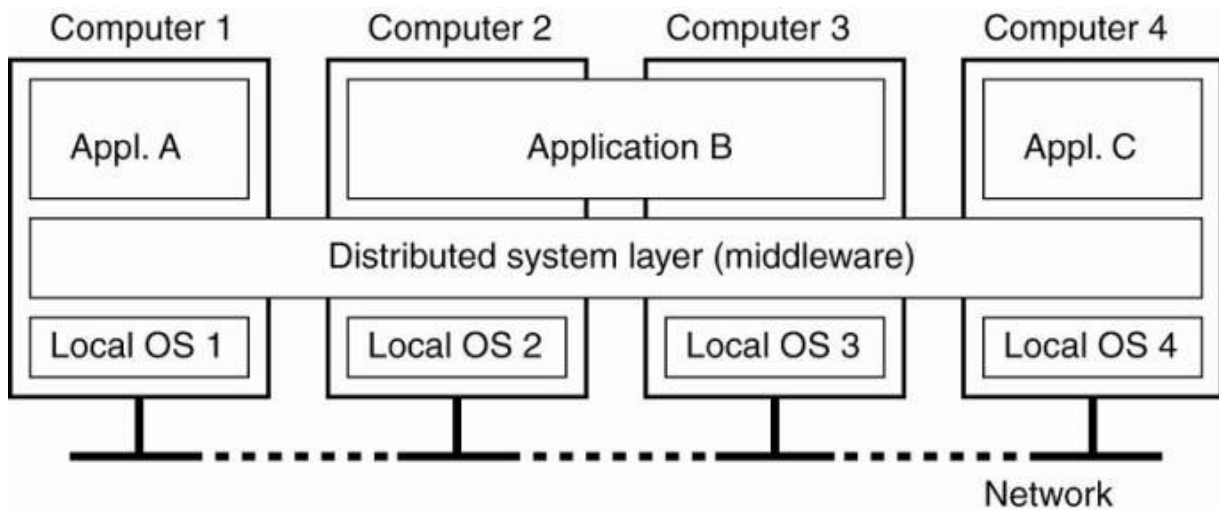 Computer 1
Computer 2
Computer 3
Computer 4
Appl. A
Application B
Appl. C
Distributed system layer (middleware)
Local OS 1
Local OS 2
Local OS 3
Local OS 4
Network